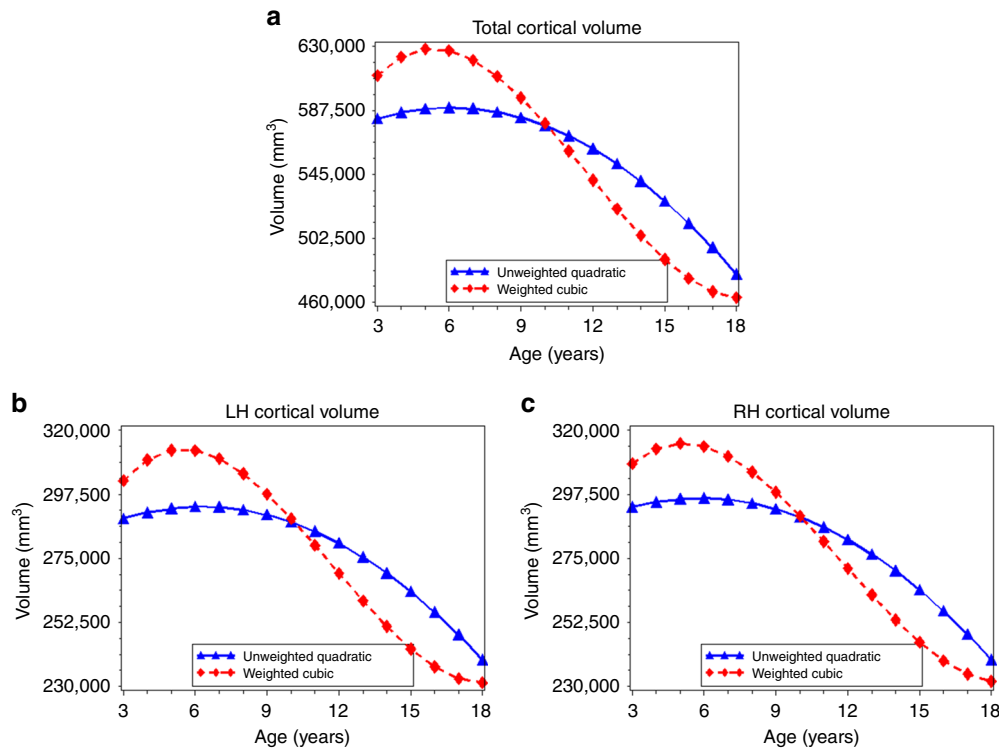 a
Total cortical volume
630,000
587,500
545,000
502,500
460,000
Volume (mm³)
Unweighted quadratic
Weighted cubic
3 6 9 12 15 18
Age (years)
b
LH cortical volume
320,000
297,500
275,000
252,500
230,000
Volume (mm³)
Unweighted quadratic
Weighted cubic
3 6 9 12 15 18
Age (years)
c
RH cortical volume
320,000
297,500
275,000
252,500
230,000
Volume (mm³)
Unweighted quadratic
Weighted cubic
3 6 9 12 15 18
Age (years)